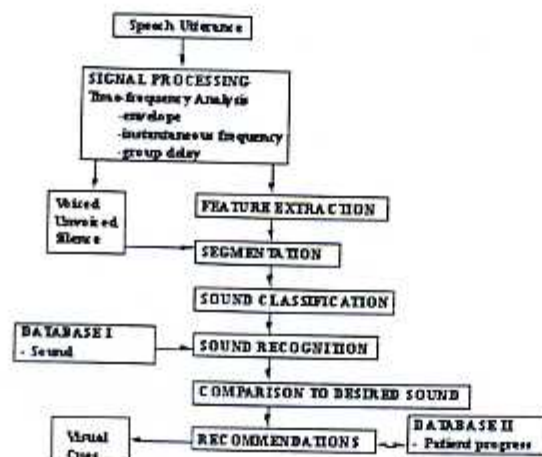 Speech Utterance
SIGNAL PROCESSING
Time-frequency Analysis
-envelope
-instantaneous frequency
-group delay
Voiced
Unvoiced
Silence
FEATURE EXTRACTION
SEGMENTATION
SOUND CLASSIFICATION
DATABASE I
- Sound
SOUND RECOGNITION
COMPARISON TO DESIRED SOUND
Visual
Cues
RECOMMENDATIONS
DATABASE II
- Patient progress